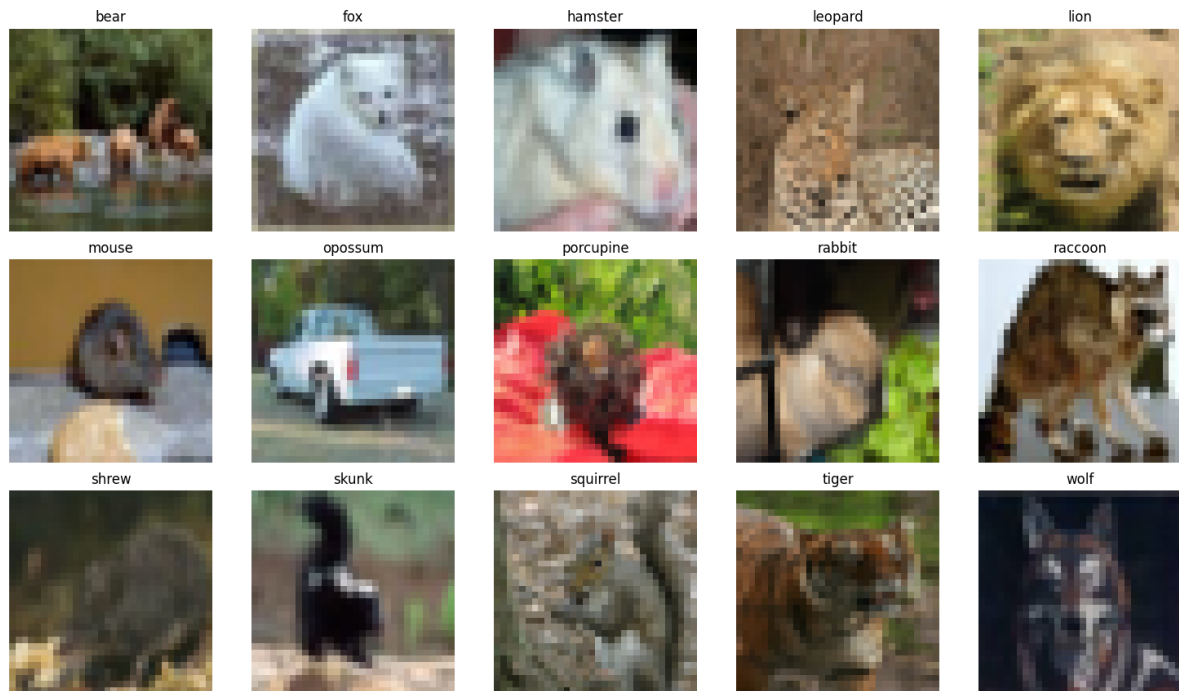 bear fox hamster leopard lion
mouse opossum porcupine rabbit raccoon
shrew skunk squirrel tiger wolf